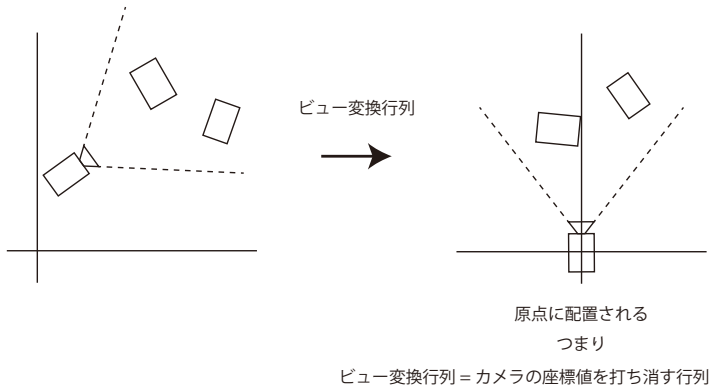 ビュー変換行列
原点に配置される
つまり
ビュー変換行列 = カメラの座標値を打ち消す行列